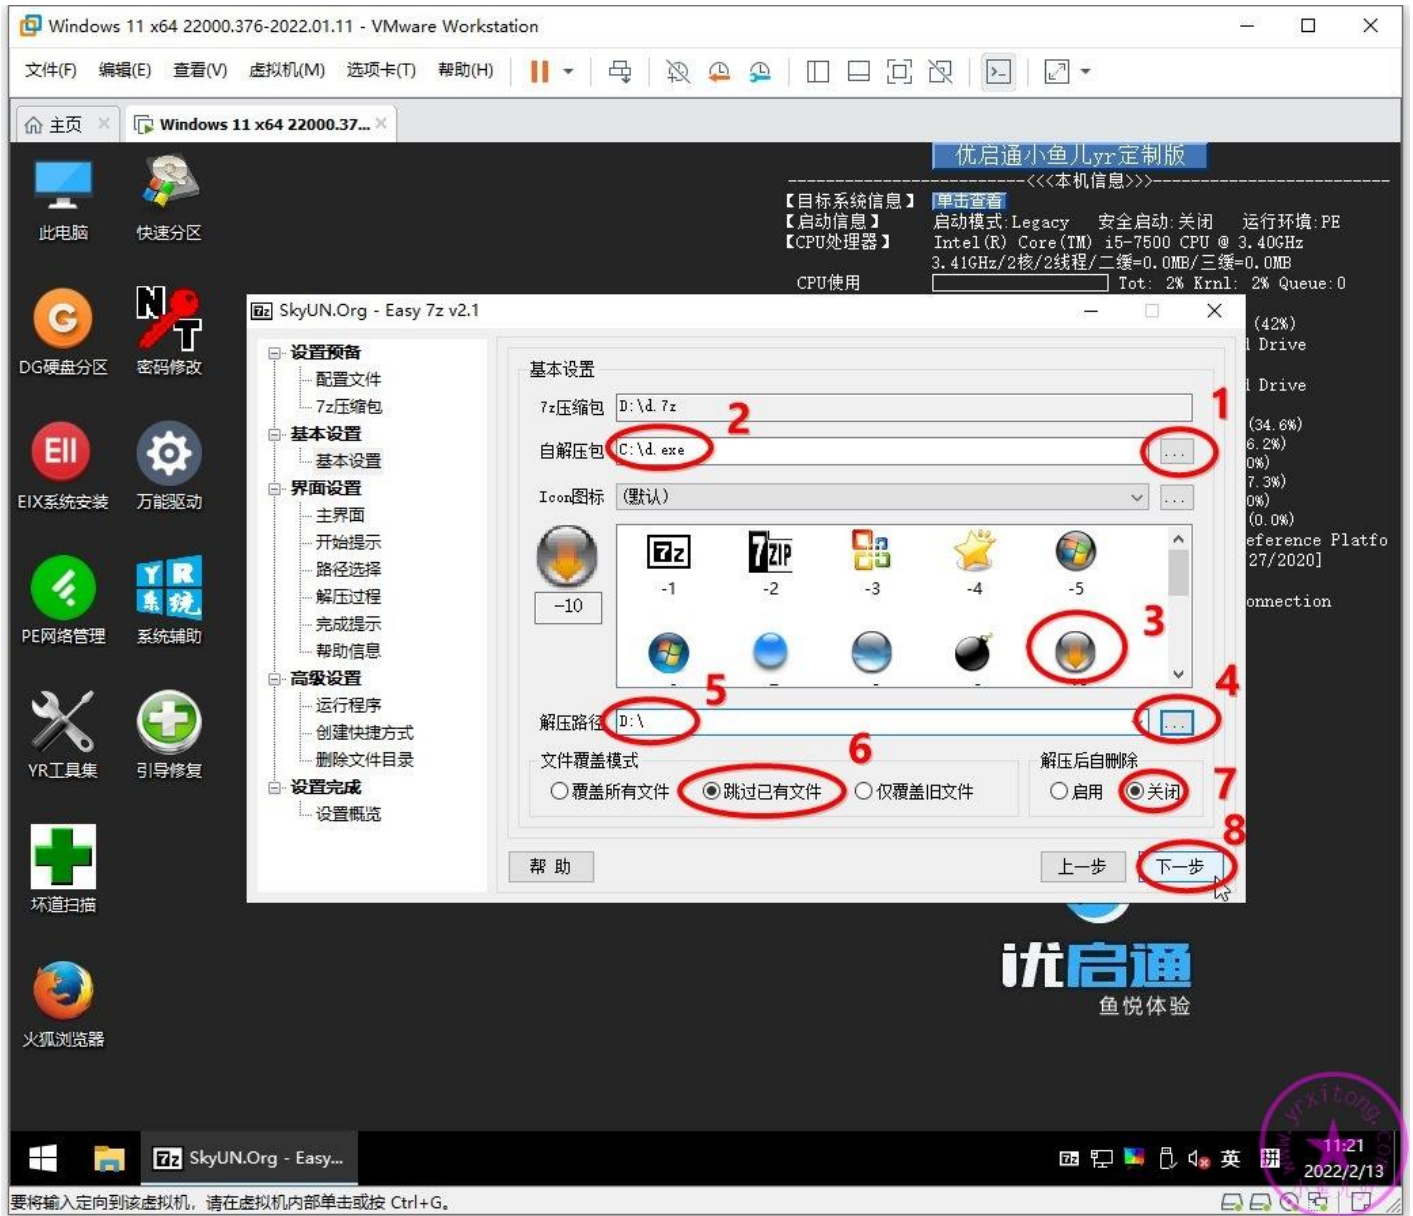 Windows 11 x64 22000.376-2022.01.11 - VMware Workstation
文件(F) 编辑(E) 查看(V) 虚拟机(M) 选项卡(T) 帮助(H)
主页 Windows 11 x64 22000.37...
优启通小鱼儿yr定制版
<<<本机信息>>>
【目标系统信息】 单击查看
【启动信息】 启动模式:Legacy 安全启动:关闭 运行环境:PE
【CPU处理器】 Intel(R) Core(TM) i5-7500 CPU @ 3.40GHz
3.41GHz/2核/2线程/二缓=0.0MB/三缓=0.0MB
CPU使用 Tot: 2% Krnl: 2% Queue:0
(42%)
l Drive
l Drive
(34.6%)
6.2%)
0%)
7.3%)
0%)
(0.0%)
eference Platfo
27/2020]
onnection
此电脑 快速分区
DG硬盘分区 密码修改
EIX系统安装 万能驱动
PE网络管理 系统辅助
YR工具集 引导修复
坏道扫描
火狐浏览器
SkyUN.Org - Easy 7z v2.1
设置预备
配置文件
7z压缩包
基本设置
基本设置
界面设置
主界面
开始提示
路径选择
解压过程
完成提示
帮助信息
高级设置
运行程序
创建快捷方式
删除文件目录
设置完成
设置概览
基本设置
7z压缩包 D:\d.7z
1
2
自解压包 C:\d.exe ...
Icon图标 (默认) ...
7z 7ZIP
-1 -2 -3 -4 -5
-10
3
4
5
解压路径 D:\ ...
6
文件覆盖模式 解压后自删除
覆盖所有文件 跳过已有文件 仅覆盖旧文件 启用 关闭 7
8
帮 助 上一步 下一步
优启通
鱼悦体验
SkyUN.Org - Easy...
英 拼 11:21
2022/2/13
www.yrxitong.com
要将输入定向到该虚拟机，请在虚拟机内部单击或按 Ctrl+G。